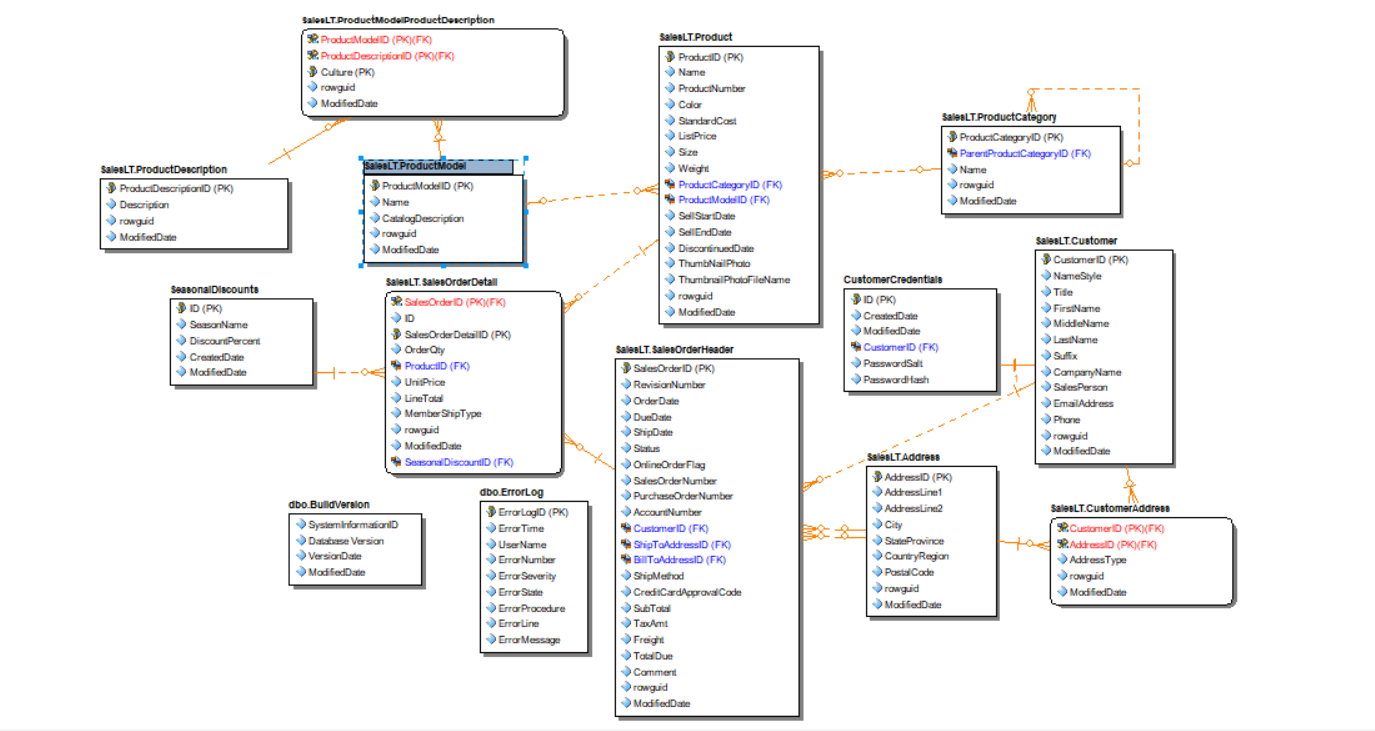 SalesLT.ProductModelProductDescription
ProductModelID (PK)(FK)
ProductDescriptionID (PK)(FK)
Culture (PK)
rowguid
ModifiedDate
SalesLT.Product
ProductID (PK)
Name
ProductNumber
Color
StandardCost
ListPrice
Size
Weight
ProductCategoryID (FK)
ProductModelID (FK)
SellStartDate
SellEndDate
DiscontinuedDate
ThumbNailPhoto
ThumbnailPhotoFileName
rowguid
ModifiedDate
SalesLT.ProductCategory
ProductCategoryID (PK)
ParentProductCategoryID (FK)
Name
rowguid
ModifiedDate
SalesLT.ProductDescription
ProductDescriptionID (PK)
Description
rowguid
ModifiedDate
SalesLT.ProductModel
ProductModelID (PK)
Name
CatalogDescription
rowguid
ModifiedDate
SalesLT.Customer
CustomerID (PK)
NameStyle
Title
FirstName
MiddleName
LastName
Suffix
CompanyName
SalesPerson
EmailAddress
Phone
rowguid
ModifiedDate
CustomerCredentials
ID (PK)
CreatedDate
ModifiedDate
CustomerID (FK)
PasswordSalt
PasswordHash
SeasonalDiscounts
ID (PK)
SeasonName
DiscountPercent
CreatedDate
ModifiedDate
SalesLT.SalesOrderDetail
SalesOrderID (PK)(FK)
ID
SalesOrderDetailID (PK)
OrderQty
ProductID (FK)
UnitPrice
LineTotal
MemberShipType
rowguid
ModifiedDate
SeasonalDiscountID (FK)
SalesLT.SalesOrderHeader
SalesOrderID (PK)
RevisionNumber
OrderDate
DueDate
ShipDate
Status
OnlineOrderFlag
SalesOrderNumber
PurchaseOrderNumber
AccountNumber
CustomerID (FK)
ShipToAddressID (FK)
BillToAddressID (FK)
ShipMethod
CreditCardApprovalCode
SubTotal
TaxAmt
Freight
TotalDue
Comment
rowguid
ModifiedDate
SalesLT.Address
AddressID (PK)
AddressLine1
AddressLine2
City
StateProvince
CountryRegion
PostalCode
rowguid
ModifiedDate
SalesLT.CustomerAddress
CustomerID (PK)(FK)
AddressID (PK)(FK)
AddressType
rowguid
ModifiedDate
dbo.BuildVersion
SystemInformationID
Database Version
VersionDate
ModifiedDate
dbo.ErrorLog
ErrorLogID (PK)
ErrorTime
UserName
ErrorNumber
ErrorSeverity
ErrorState
ErrorProcedure
ErrorLine
ErrorMessage